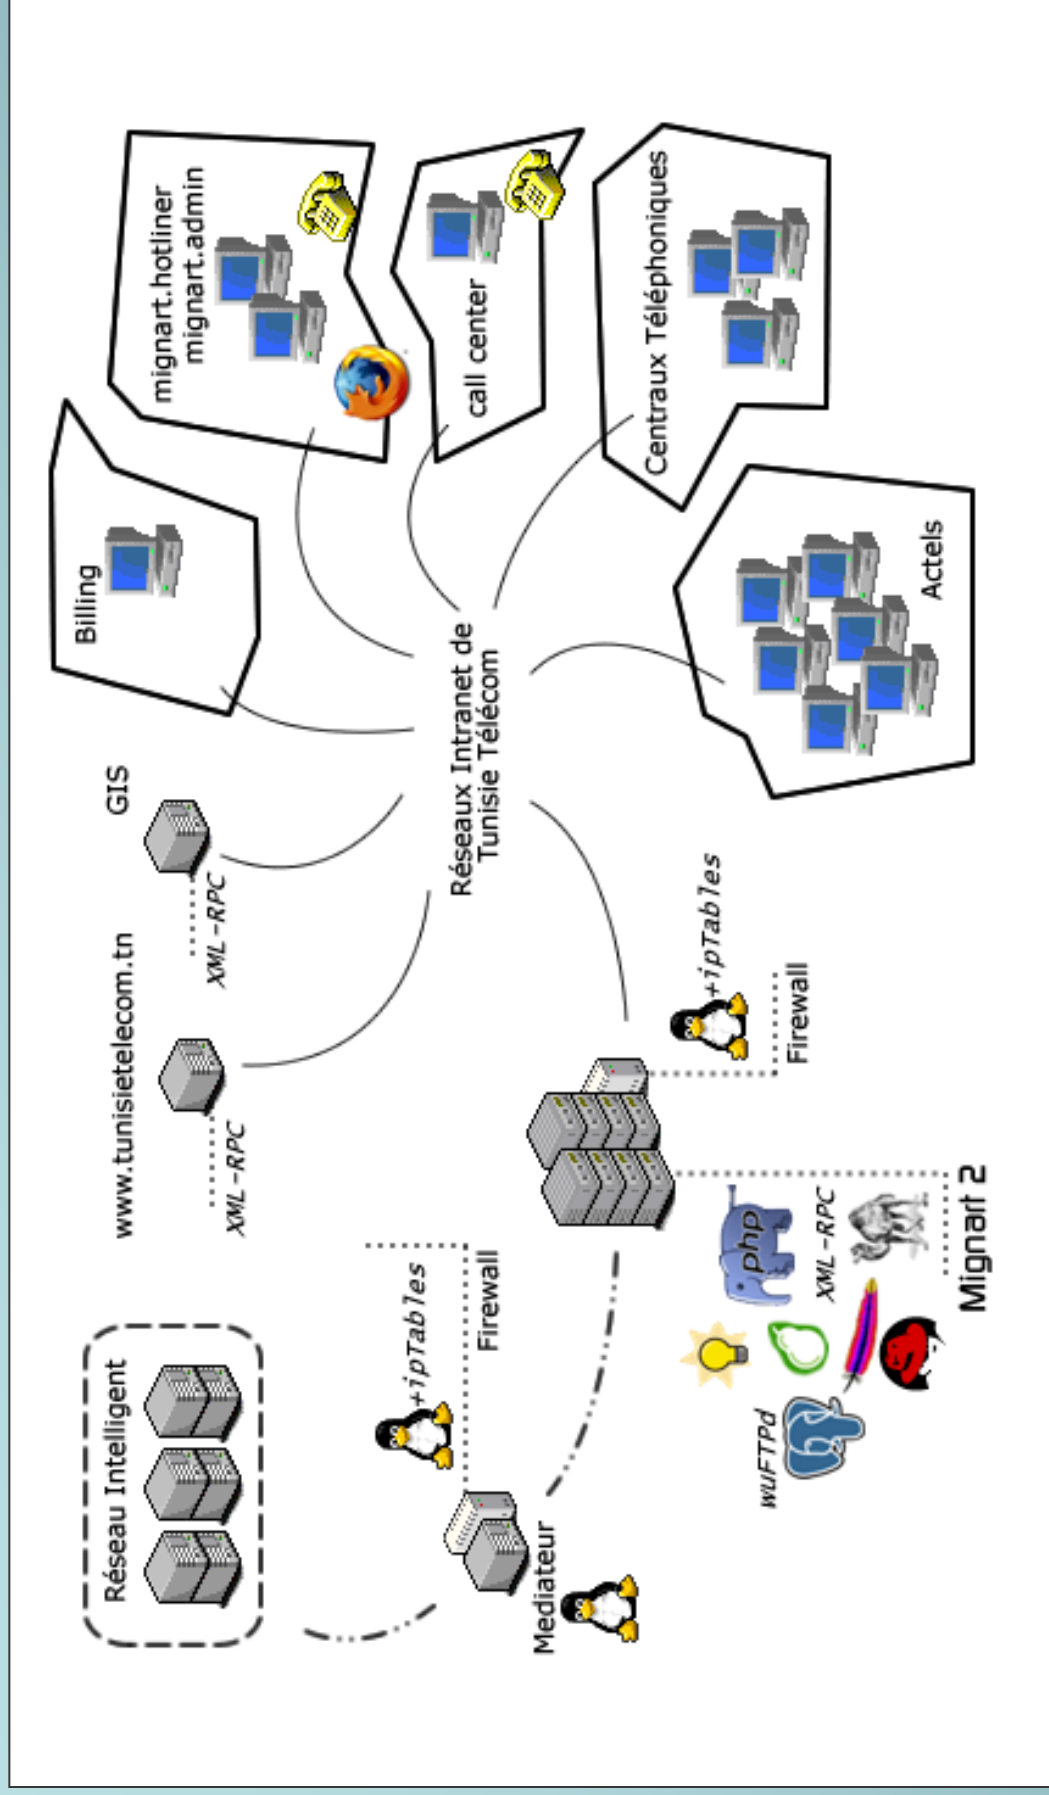 Réseau Intelligent
www.tunisietelecom.tn
GIS
XML-RPC
XML-RPC
Billing
mignart.hotliner
mignart.admin
call center
Centraux Téléphoniques
Actels
Réseaux Intranet de
Tunisie Télécom
+ipTables
Firewall
Mediateur
+ipTables
Firewall
php
XML-RPC
wuFTPd
Mignart 2